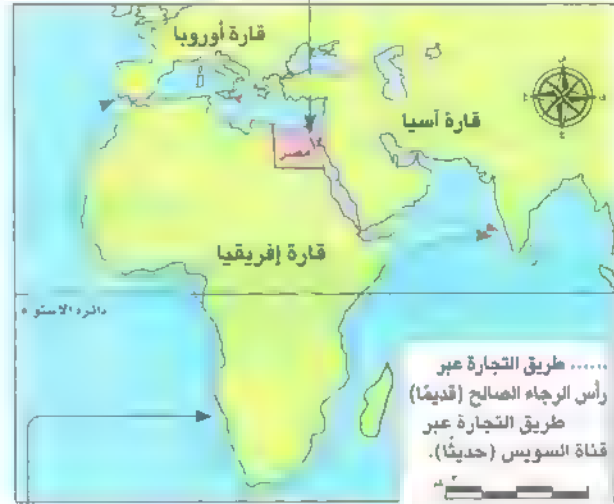 قارة أوروبا
قارة آسيا
مصر
قارة إفريقيا
دائرة الاستو ء
...... طريق التجارة عبر
رأس الرجاء الصالح (قديمًا)
طريق التجارة عبر
قناة السويس (حديثًا).